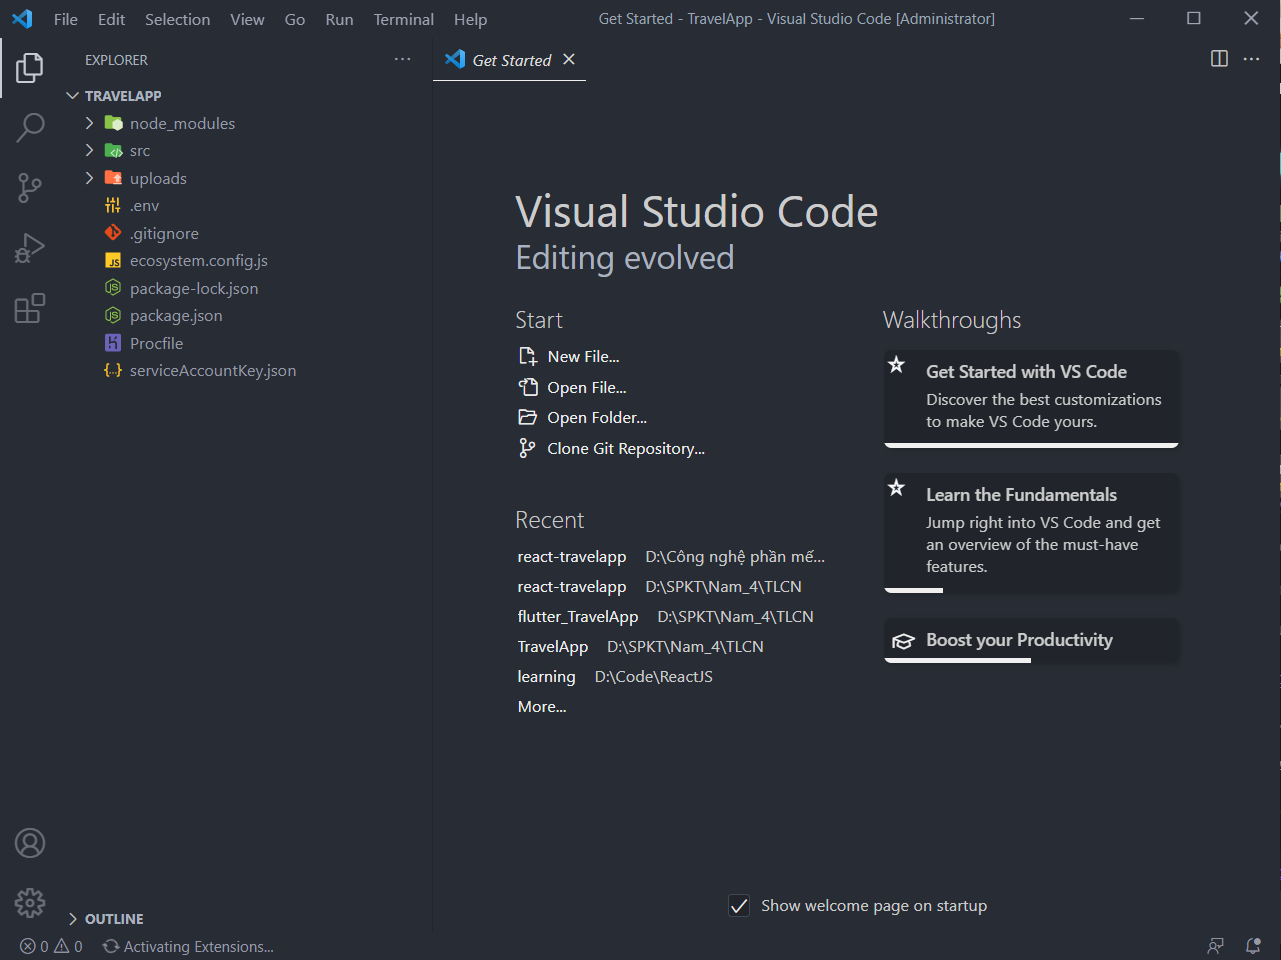 File Edit Selection View Go Run Terminal Help Get Started - TravelApp - Visual Studio Code [Administrator]
EXPLORER
Get Started
TRAVELAPP
node_modules
src
uploads
.env
.gitignore
ecosystem.config.js
package-lock.json
package.json
Procfile
serviceAccountKey.json
OUTLINE
Visual Studio Code
Editing evolved
Start
New File...
Open File...
Open Folder...
Clone Git Repository...
Recent
react-travelapp D:\Công nghệ phần mề...
react-travelapp D:\SPKT\Nam_4\TLCN
flutter_TravelApp D:\SPKT\Nam_4\TLCN
TravelApp D:\SPKT\Nam_4\TLCN
learning D:\Code\ReactJS
More...
Walkthroughs
Get Started with VS Code
Discover the best customizations
to make VS Code yours.
Learn the Fundamentals
Jump right into VS Code and get
an overview of the must-have
features.
Boost your Productivity
Show welcome page on startup
0 0 Activating Extensions...